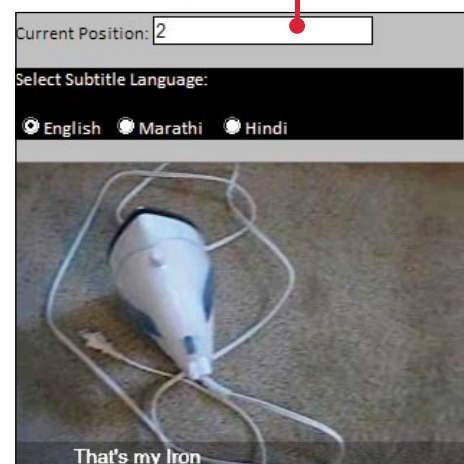 Current Position: 2
Select Subtitle Language:
English Marathi Hindi
That's my Iron